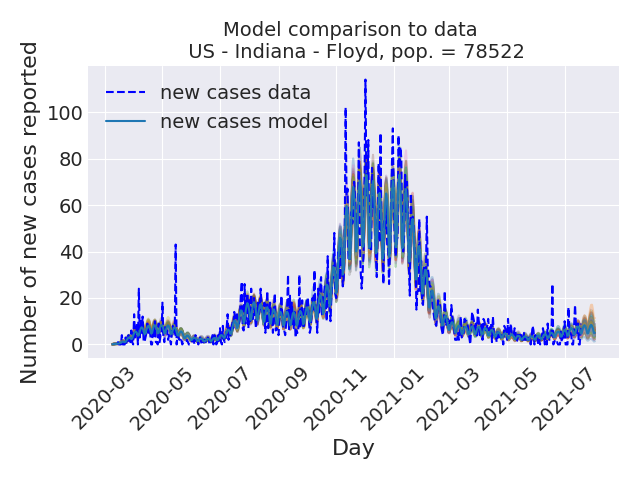 Model comparison to data
US - Indiana - Floyd, pop. = 78522
Number of new cases reported
new cases data
new cases model
100
80
60
40
20
0
2020-03
2020-05
2020-07
2020-09
2020-11
2021-01
2021-03
2021-05
2021-07
Day